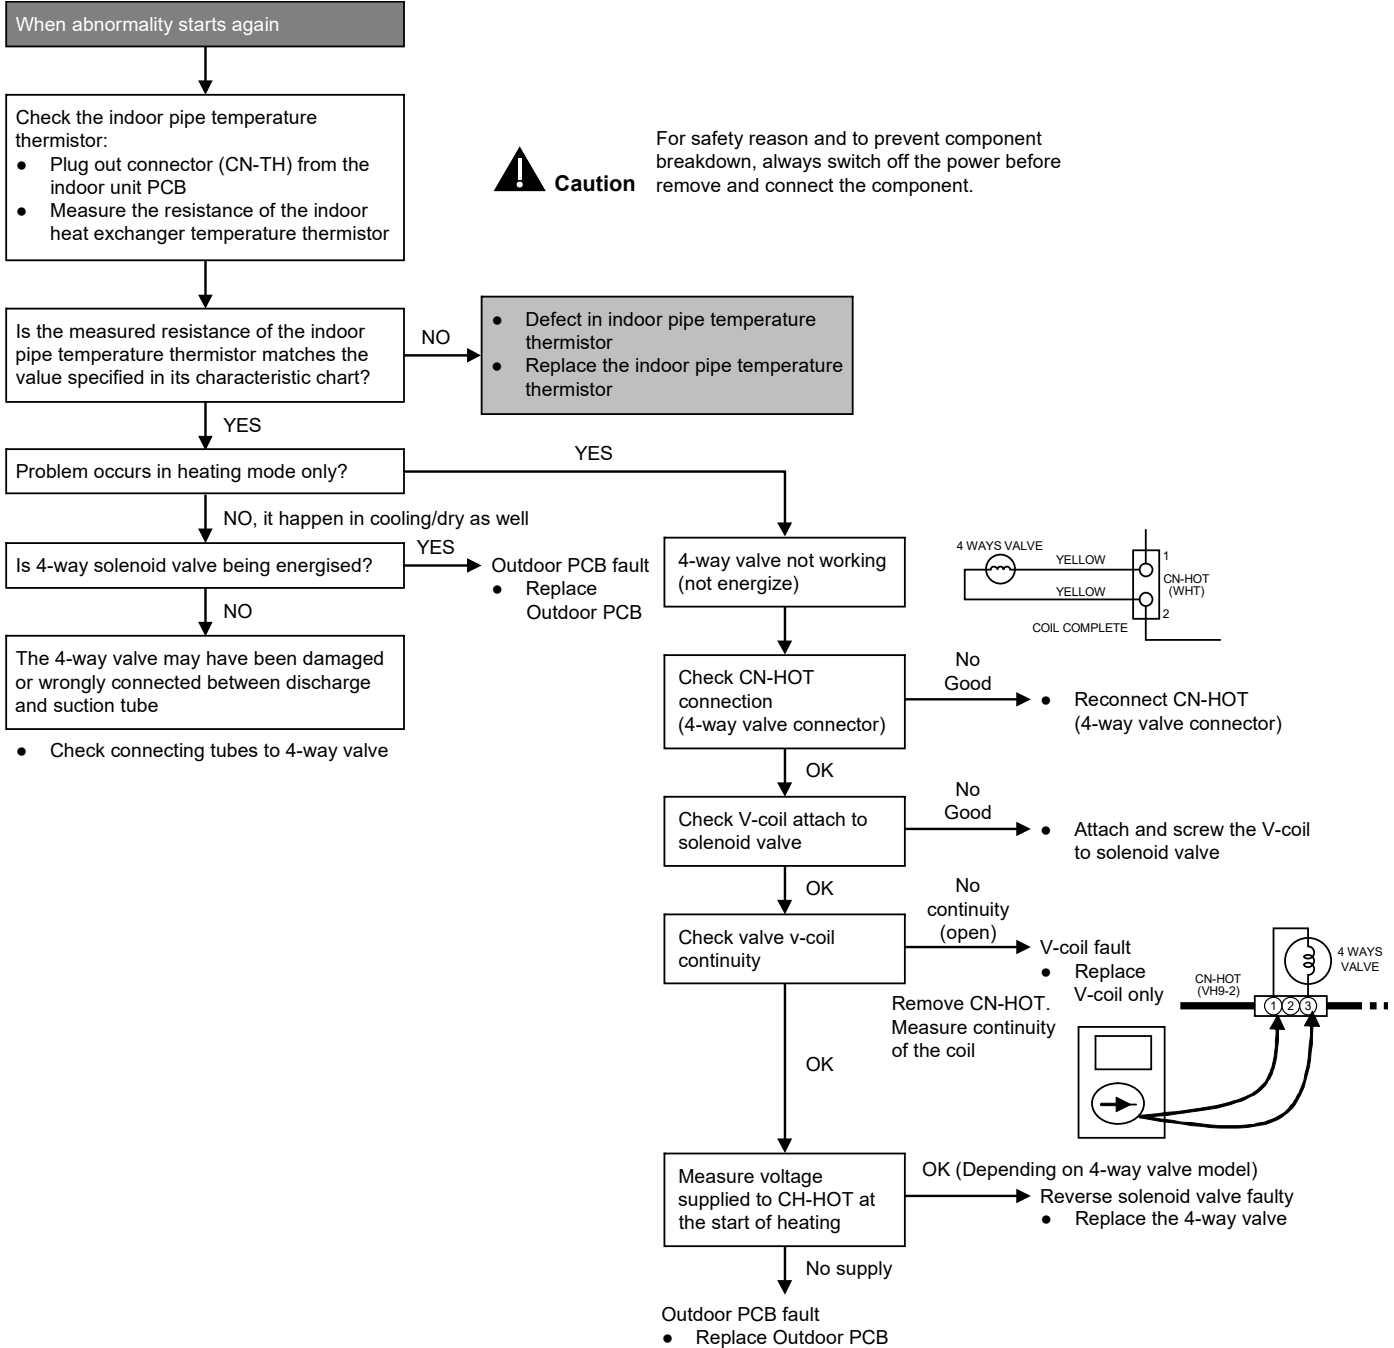 When abnormality starts again
Check the indoor pipe temperature
thermistor:
● Plug out connector (CN-TH) from the
indoor unit PCB
● Measure the resistance of the indoor
heat exchanger temperature thermistor
Caution
For safety reason and to prevent component
breakdown, always switch off the power before
remove and connect the component.
Is the measured resistance of the indoor
pipe temperature thermistor matches the
value specified in its characteristic chart?
NO
● Defect in indoor pipe temperature
thermistor
● Replace the indoor pipe temperature
thermistor
YES
Problem occurs in heating mode only?
YES
NO, it happen in cooling/dry as well
Is 4-way solenoid valve being energised?
YES
Outdoor PCB fault
● Replace
Outdoor PCB
NO
The 4-way valve may have been damaged
or wrongly connected between discharge
and suction tube
● Check connecting tubes to 4-way valve
4-way valve not working
(not energize)
4 WAYS VALVE
YELLOW
YELLOW
1
CN-HOT
(WHT)
2
COIL COMPLETE
Check CN-HOT
connection
(4-way valve connector)
No
Good
● Reconnect CN-HOT
(4-way valve connector)
OK
Check V-coil attach to
solenoid valve
No
Good
● Attach and screw the V-coil
to solenoid valve
OK
Check valve v-coil
continuity
No
continuity
(open)
V-coil fault
● Replace
V-coil only
Remove CN-HOT.
Measure continuity
of the coil
CN-HOT
(VH9-2)
4 WAYS
VALVE
1 2 3
OK
Measure voltage
supplied to CH-HOT at
the start of heating
OK (Depending on 4-way valve model)
Reverse solenoid valve faulty
● Replace the 4-way valve
No supply
Outdoor PCB fault
● Replace Outdoor PCB